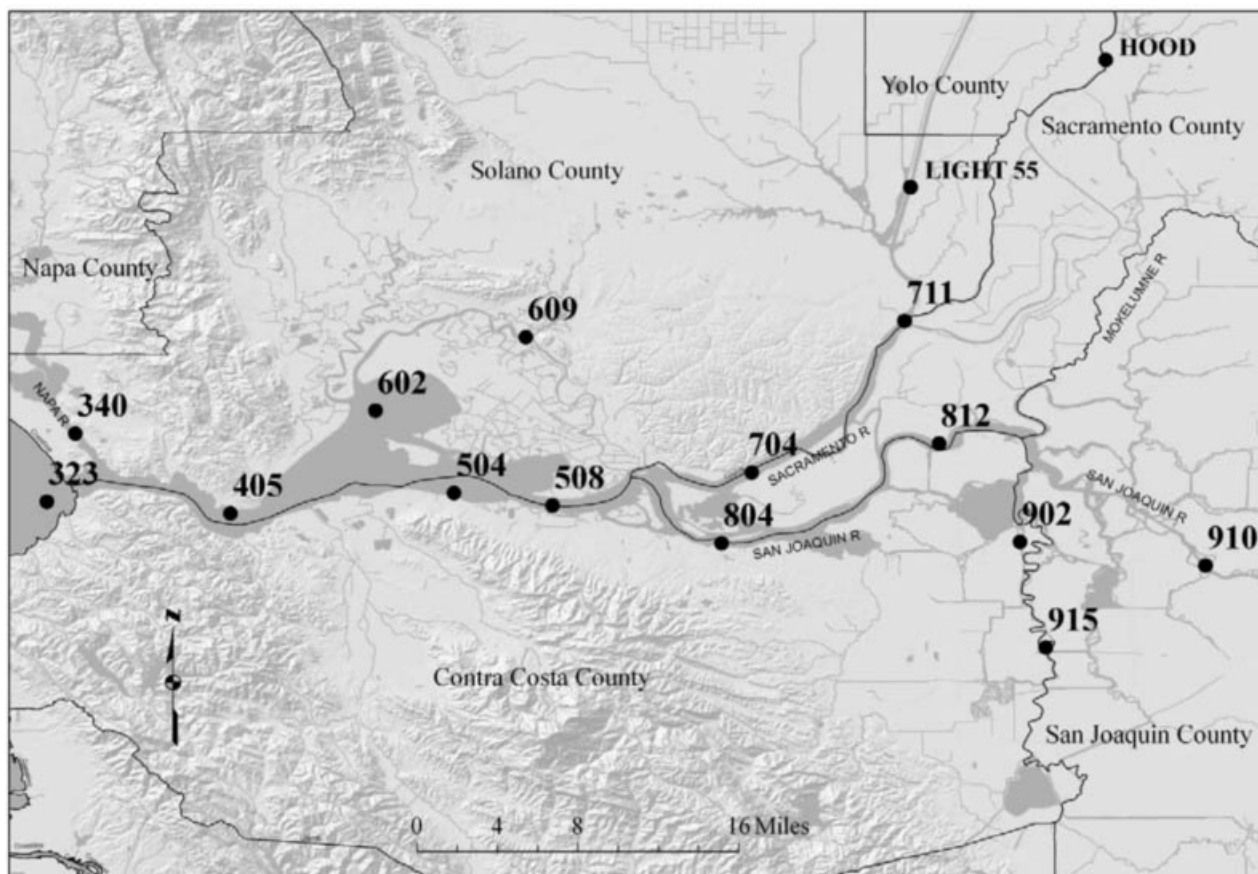 HOOD
Yolo County
Sacramento County
Solano County
LIGHT 55
Napa County
711
MOKELUMNE R
609
602
340
NAPA R
812
704
SACRAMENTO R
323
405
504
508
SAN JOAQUIN R
804
902
SAN JOAQUIN R
910
915
z
Contra Costa County
San Joaquin County
0 4 8 16 Miles